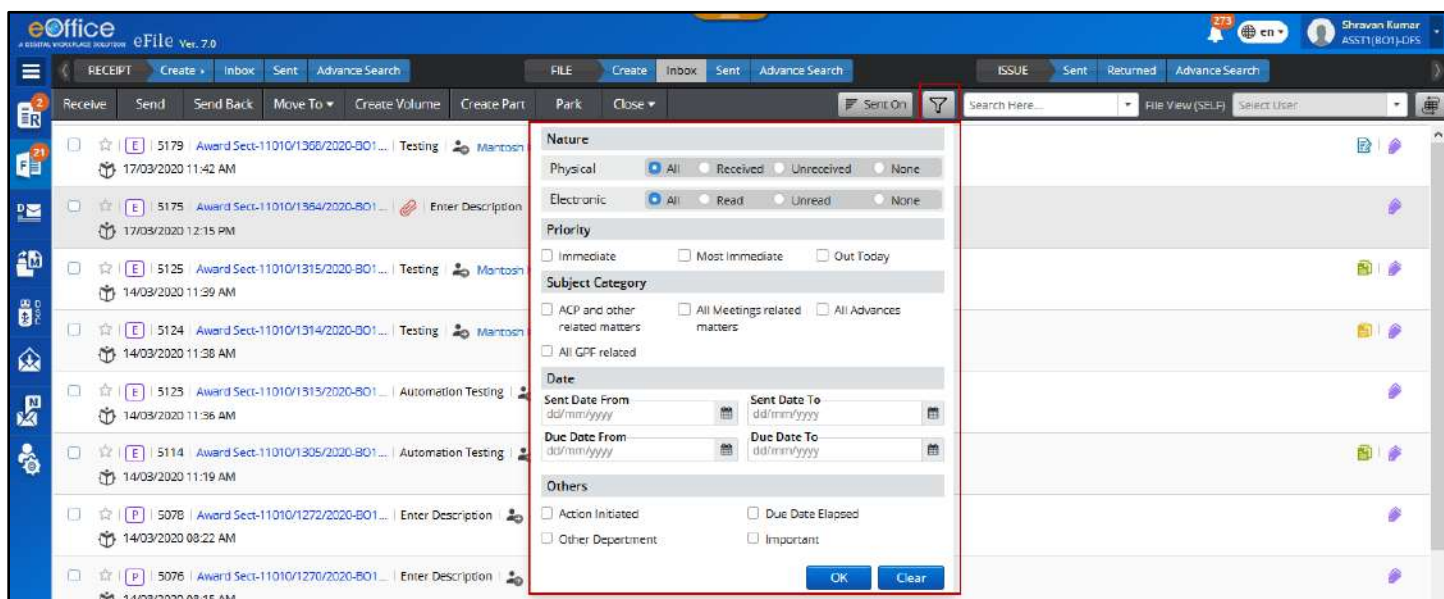 eOffice
A DIGITAL WORKPLACE SOLUTION eFile Ver. 7.0
273 en Shravan Kumar
ASST1(BO1)-DFS
RECEIPT Create Inbox Sent Advance Search FILE Create Inbox Sent Advance Search ISSUE Sent Returned Advance Search
Receive Send Send Back Move To Create Volume Create Part Park Close Sent On Search Here... File View (SELF) Select User
2
R
21
F
D
M
DSC
N
E 5179 Award Sect-11010/1368/2020-BO1... Testing Mantosh
17/03/2020 11:42 AM
E 5175 Award Sect-11010/1364/2020-BO1... Enter Description
17/03/2020 12:15 PM
E 5125 Award Sect-11010/1315/2020-BO1... Testing Mantosh
14/03/2020 11:39 AM
E 5124 Award Sect-11010/1314/2020-BO1... Testing Mantosh
14/03/2020 11:38 AM
E 5123 Award Sect-11010/1313/2020-BO1... Automation Testing
14/03/2020 11:36 AM
E 5114 Award Sect-11010/1305/2020-BO1... Automation Testing
14/03/2020 11:19 AM
P 5078 Award Sect-11010/1272/2020-BO1... Enter Description
14/03/2020 08:22 AM
P 5076 Award Sect-11010/1270/2020-BO1... Enter Description
14/03/2020 08:15 AM
Nature
Physical All Received Unreceived None
Electronic All Read Unread None
Priority
Immediate Most Immediate Out Today
Subject Category
ACP and other related matters All Meetings related matters All Advances
All GPF related
Date
Sent Date From Sent Date To
dd/mm/yyyy dd/mm/yyyy
Due Date From Due Date To
dd/mm/yyyy dd/mm/yyyy
Others
Action Initiated Due Date Elapsed
Other Department Important
OK Clear